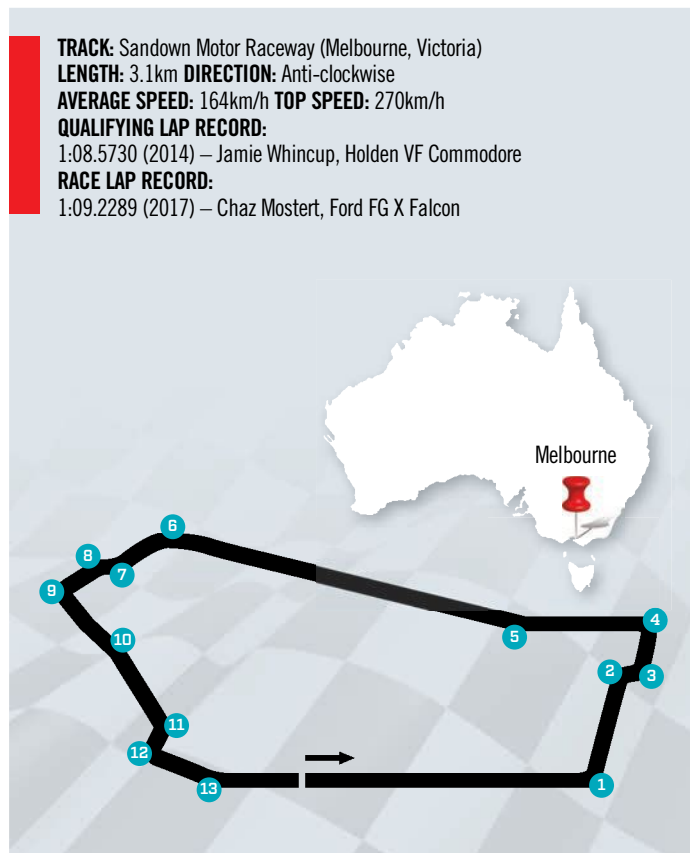 TRACK: Sandown Motor Raceway (Melbourne, Victoria)
LENGTH: 3.1km DIRECTION: Anti-clockwise
AVERAGE SPEED: 164km/h TOP SPEED: 270km/h
QUALIFYING LAP RECORD:
1:08.5730 (2014) – Jamie Whincup, Holden VF Commodore
RACE LAP RECORD:
1:09.2289 (2017) – Chaz Mostert, Ford FG X Falcon
Melbourne
6
8
7
9
4
5
10
2
3
11
12
13
1